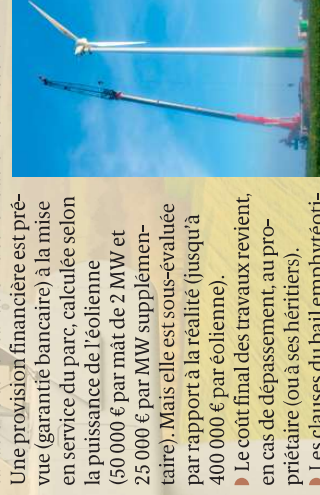 Une provision financière est pré-
vue (garantie bancaire) à la mise
en service du parc, calculée selon
la puissance de l'éolienne
(50 000 € par mât de 2 MW et
25 000 € par MW supplémen-
taire). Mais elle est sous-évaluée
par rapport à la réalité (jusqu'à
400 000 € par éolienne).
Le coût final des travaux revient,
en cas de dépassement, au pro-
priétaire (ou à ses héritiers).
Les clauses du bail emphytéoti-